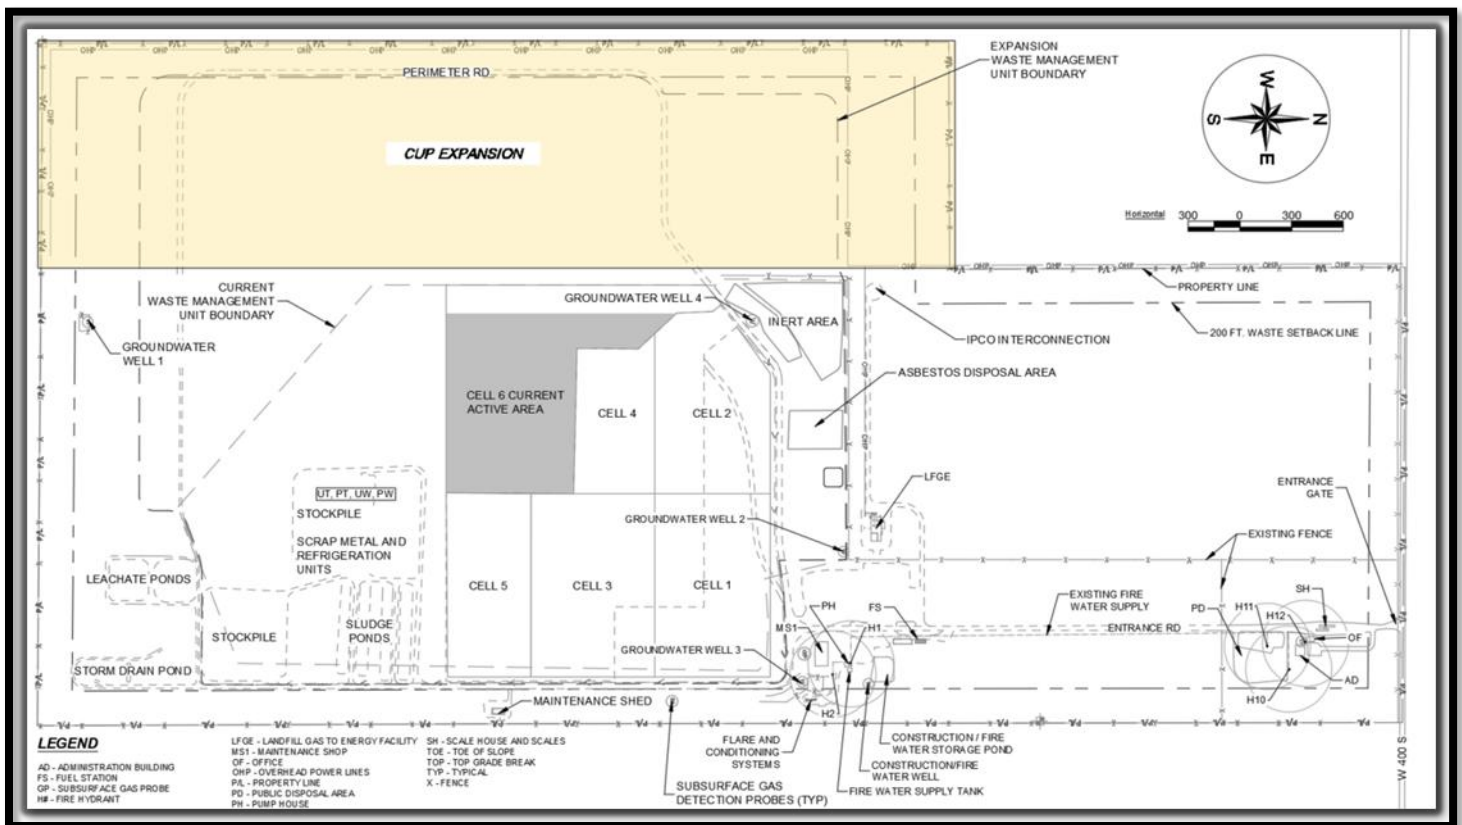 EXPANSION
WASTE MANAGEMENT
UNIT BOUNDARY
PERIMETER RD
CUP EXPANSION
W
S
N
E
Horizontal 300 0 300 600
PROPERTY LINE
200 FT. WASTE SETBACK LINE
CURRENT
WASTE MANAGEMENT
UNIT BOUNDARY
GROUNDWATER WELL 4
INERT AREA
IPCO INTERCONNECTION
GROUNDWATER
WELL 1
ASBESTOS DISPOSAL AREA
CELL 6 CURRENT
ACTIVE AREA
CELL 4
CELL 2
LFGE
ENTRANCE
GATE
UT, PT, UW, PW
STOCKPILE
GROUNDWATER WELL 2
EXISTING FENCE
SCRAP METAL AND
REFRIGERATION
UNITS
LEACHATE PONDS
CELL 5
CELL 3
CELL 1
EXISTING FIRE
WATER SUPPLY
PH
FS
PD
H11
H12
SH
MS1
H1
ENTRANCE RD
OF
STOCKPILE
SLUDGE
PONDS
GROUNDWATER WELL 3
STORM DRAIN POND
AD
H10
MAINTENANCE SHED
H2
FLARE AND
CONDITIONING
SYSTEMS
CONSTRUCTION / FIRE
WATER STORAGE POND
CONSTRUCTION/FIRE
WATER WELL
SUBSURFACE GAS
DETECTION PROBES (TYP)
FIRE WATER SUPPLY TANK
W 400 S
LEGEND
AD - ADMINISTRATION BUILDING
FS - FUEL STATION
GP - SUBSURFACE GAS PROBE
H# - FIRE HYDRANT
LFGE - LANDFILL GAS TO ENERGY FACILITY
MS1 - MAINTENANCE SHOP
OF - OFFICE
OHP - OVERHEAD POWER LINES
P/L - PROPERTY LINE
PD - PUBLIC DISPOSAL AREA
PH - PUMP HOUSE
SH - SCALE HOUSE AND SCALES
TOE - TOE OF SLOPE
TOP - TOP GRADE BREAK
TYP - TYPICAL
X - FENCE